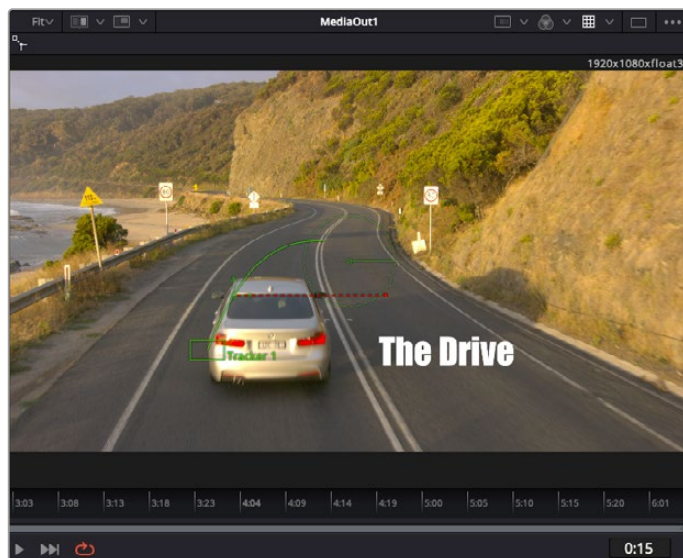 Fit
MediaOut1
1920x1080xfloat3
Tracker 1
The Drive
3:03 3:08 3:13 3:18 3:23 4:04 4:09 4:14 4:19 5:00 5:05 5:10 5:15 5:20 6:01
0:15